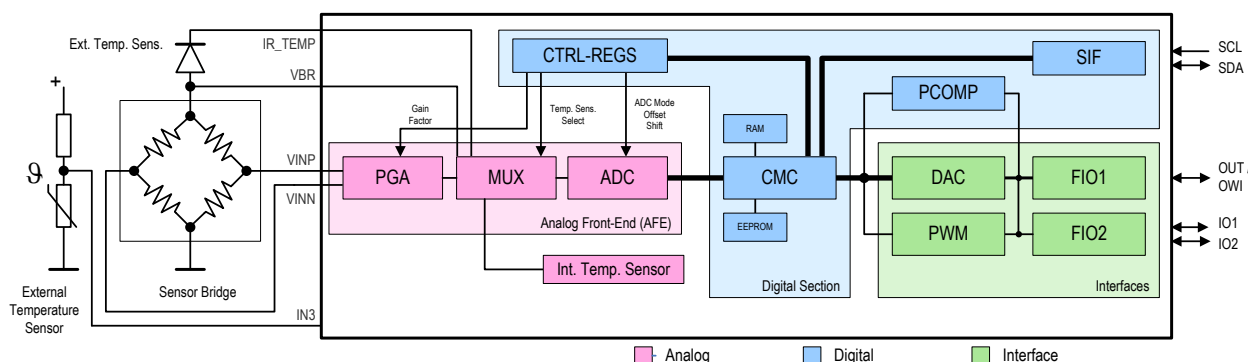 Ext. Temp. Sens.
IR_TEMP
VBR
CTRL-REGS
SIF
SCL
SDA
PCOMP
+
Gain
Factor
Temp. Sens.
Select
ADC Mode
Offset
Shift
RAM
ϑ
VINP
VINN
PGA
MUX
ADC
CMC
DAC
FIO1
OUT /
OWI
Analog Front-End (AFE)
EEPROM
PWM
FIO2
IO1
IO2
Int. Temp. Sensor
External
Temperature
Sensor
Sensor Bridge
Digital Section
Interfaces
IN3
Analog
Digital
Interface